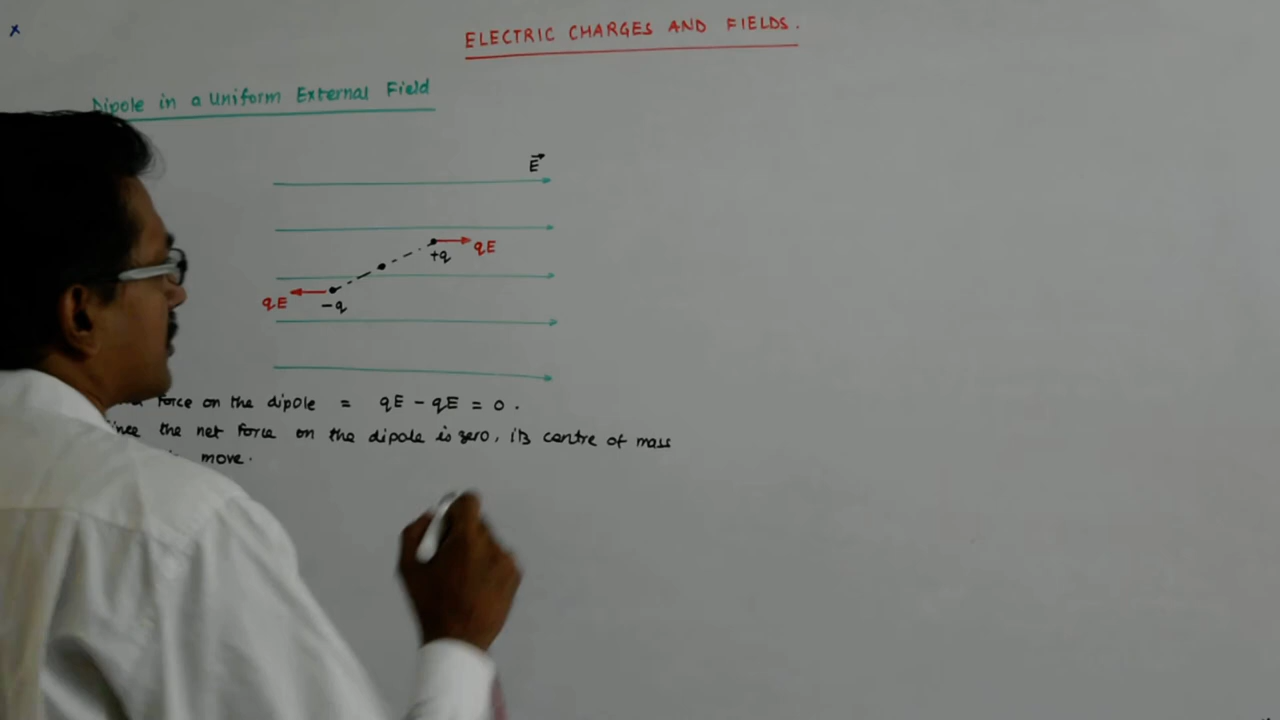 x
ELECTRIC CHARGES AND FIELDS.
Dipole in a Uniform External Field
E
qE
+q
qE
-q
Force on the dipole = qE - qE = 0.
the net Force on the dipole is zero, its centre of mass
move.